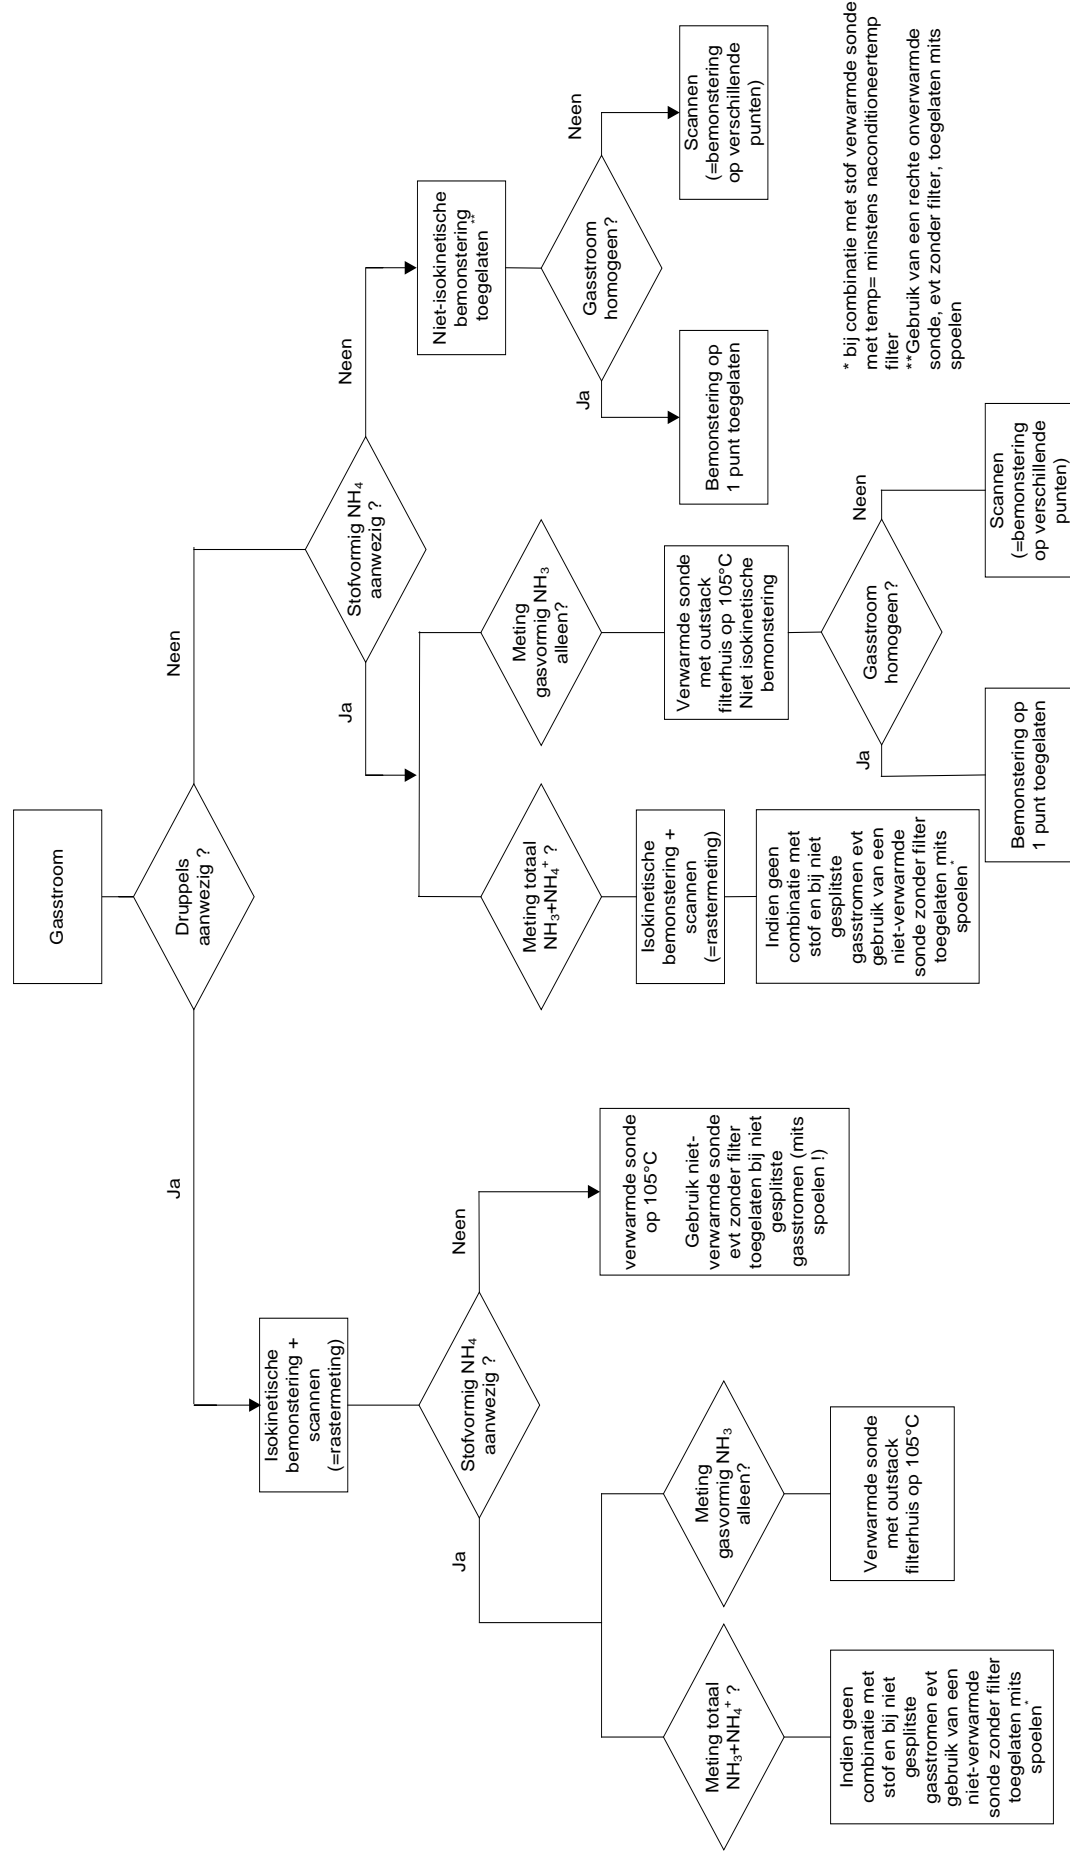 Gasstroom
Druppels
aanwezig ?
Ja
Neen
Isokinetische
bemonstering +
scannen
(=rastermeting)
Stofvormig NH4
aanwezig ?
Ja
Neen
Meting totaal
NH3+NH4+ ?
Indien geen
combinatie met
stof en bij niet
gesplitste
gasstromen evt
gebruik van een
niet-verwarmde
sonde zonder filter
toegelaten mits
spoelen*
Meting
gasvormig NH3
alleen?
Verwarmde sonde
met outstack
filterhuis op 105°C
verwarmde sonde
op 105°C
Gebruik niet-
verwarmde sonde
evt zonder filter
toegelaten bij niet
gesplitste
gasstromen (mits
spoelen !)
Stofvormig NH4
aanwezig ?
Ja
Neen
Meting totaal
NH3+NH4+ ?
Isokinetische
bemonstering +
scannen
(=rastermeting)
Indien geen
combinatie met
stof en bij niet
gesplitste
gasstromen evt
gebruik van een
niet-verwarmde
sonde zonder filter
toegelaten mits
spoelen*
Meting
gasvormig NH3
alleen?
Verwarmde sonde
met outstack
filterhuis op 105°C
Niet isokinetische
bemonstering
Gasstroom
homogeen?
Ja
Neen
Bemonstering op
1 punt toegelaten
Scannen
(=bemonstering
op verschillende
punten)
Niet-isokinetische
bemonstering
toegelaten**
Gasstroom
homogeen?
Ja
Neen
Bemonstering op
1 punt toegelaten
Scannen
(=bemonstering
op verschillende
punten)
* bij combinatie met stof verwarmde sonde
met temp= minstens naconditioneertemp
filter
**Gebruik van een rechte onverwarmde
sonde, evt zonder filter, toegelaten mits
spoelen